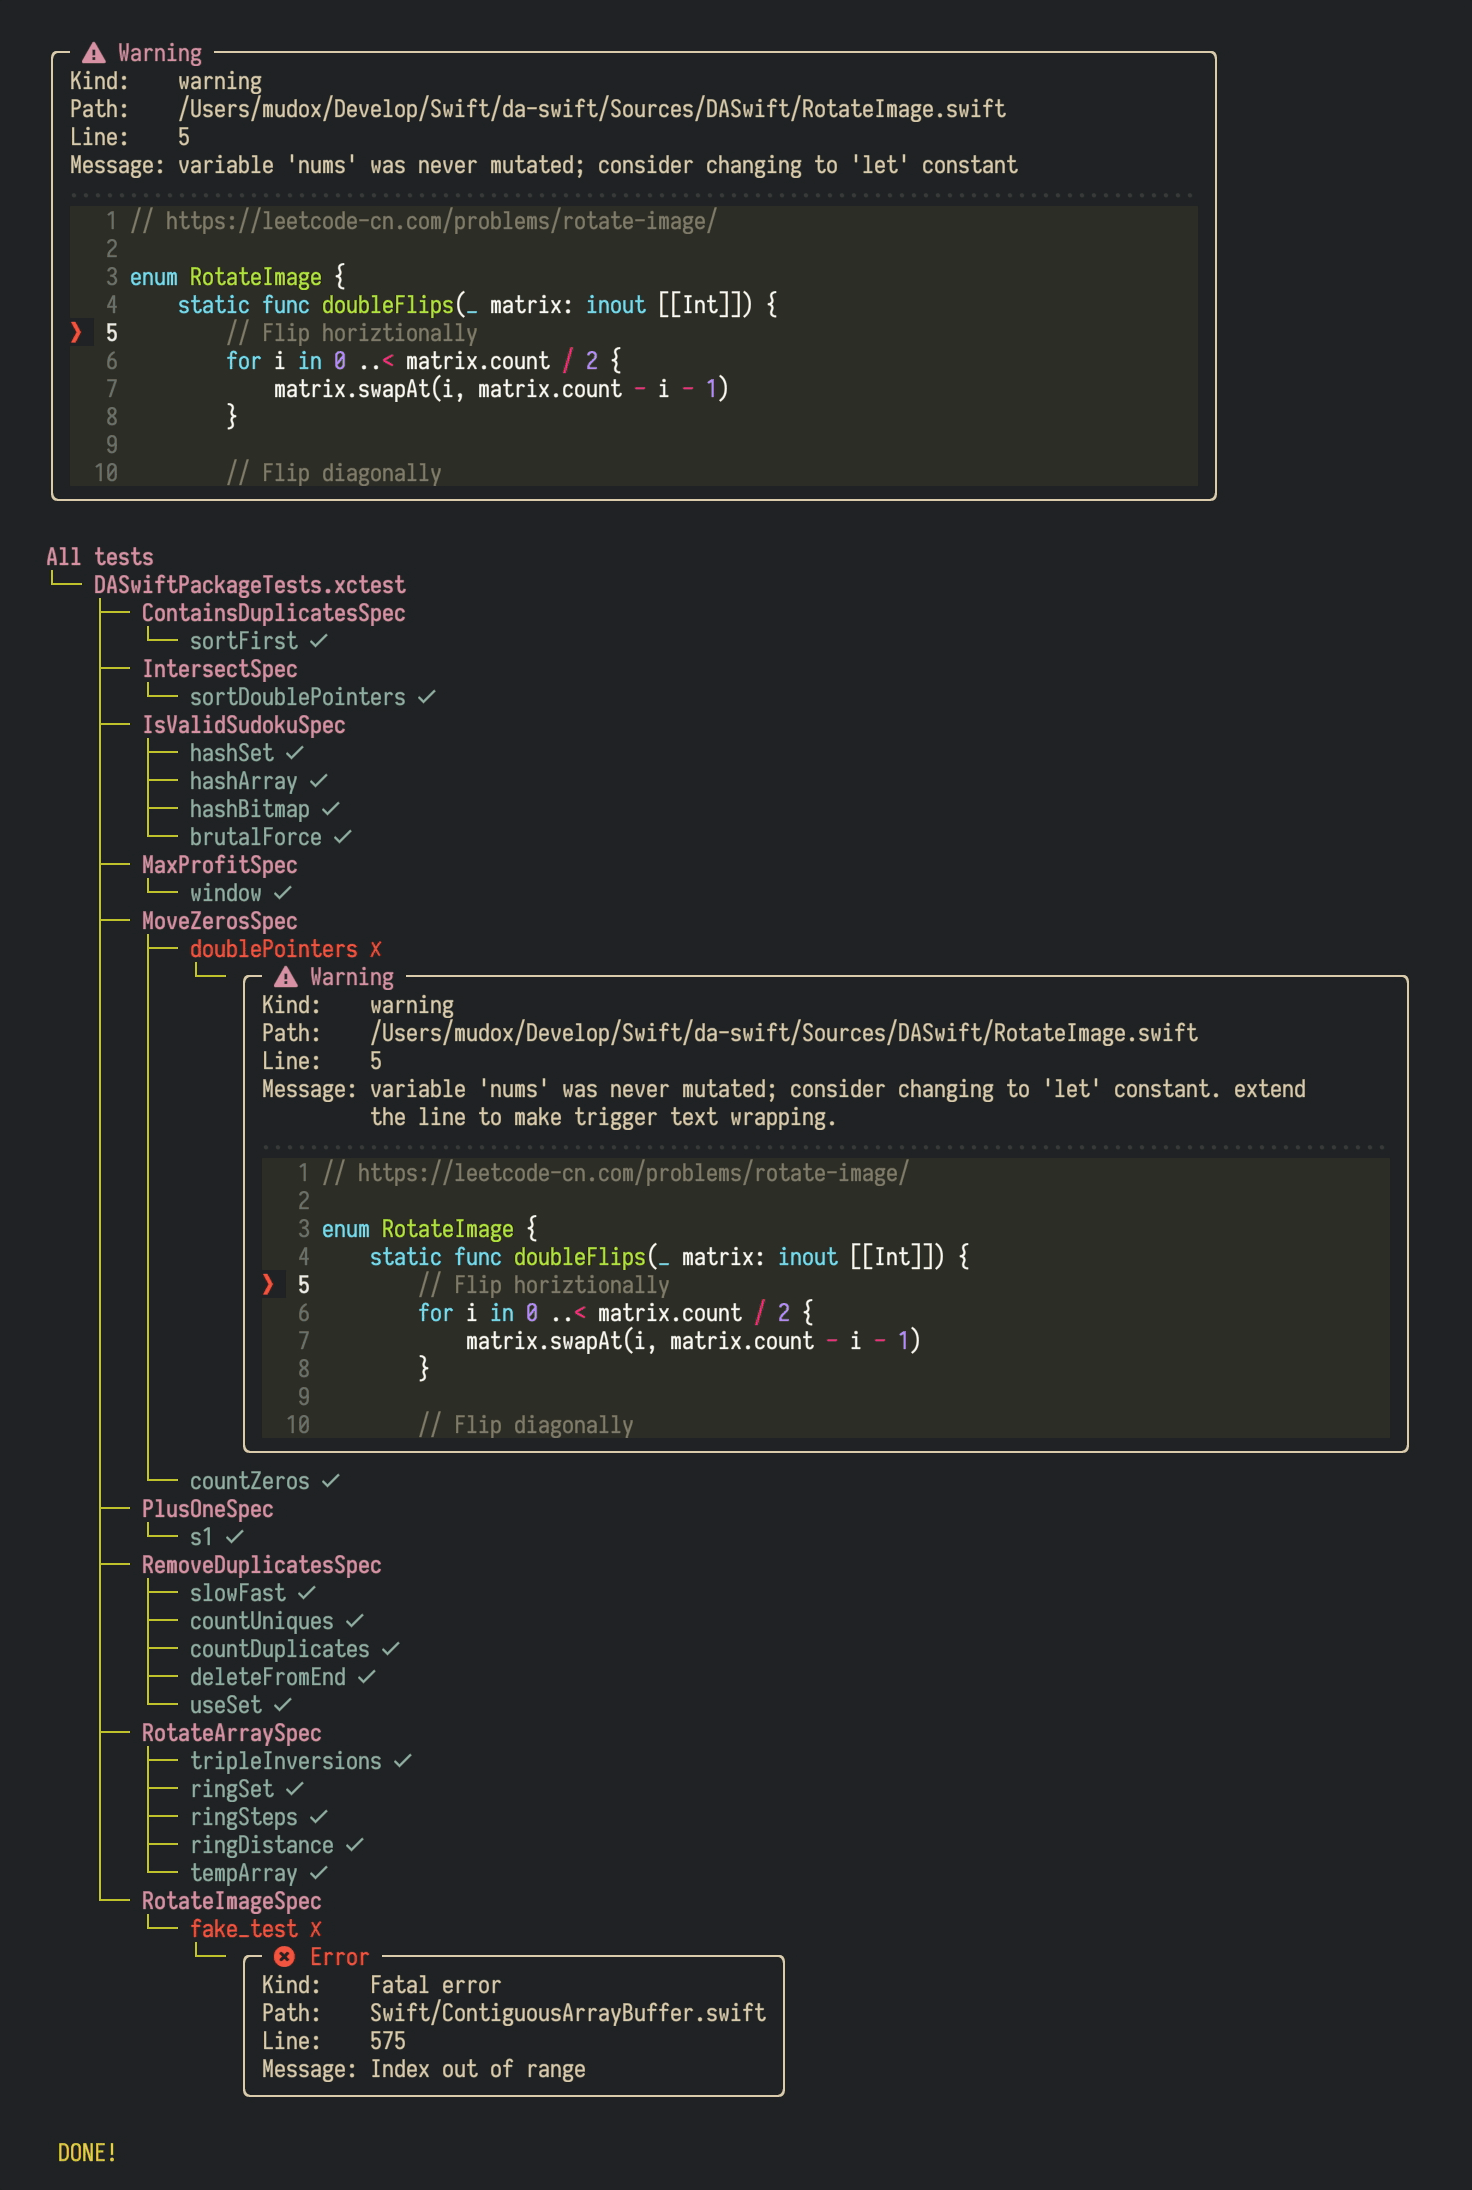 Warning
Kind:    warning
Path:    /Users/mudox/Develop/Swift/da-swift/Sources/DASwift/RotateImage.swift
Line:    5
Message: variable 'nums' was never mutated; consider changing to 'let' constant
1 // https://leetcode-cn.com/problems/rotate-image/
2
3 enum RotateImage {
4     static func doubleFlips(_ matrix: inout [[Int]]) {
❯ 5         // Flip horiztionally
6         for i in 0 ..< matrix.count / 2 {
7             matrix.swapAt(i, matrix.count - i - 1)
8         }
9
10         // Flip diagonally
All tests
DASwiftPackageTests.xctest
ContainsDuplicatesSpec
sortFirst ✓
IntersectSpec
sortDoublePointers ✓
IsValidSudokuSpec
hashSet ✓
hashArray ✓
hashBitmap ✓
brutalForce ✓
MaxProfitSpec
window ✓
MoveZerosSpec
doublePointers ✗
Warning
Kind:    warning
Path:    /Users/mudox/Develop/Swift/da-swift/Sources/DASwift/RotateImage.swift
Line:    5
Message: variable 'nums' was never mutated; consider changing to 'let' constant. extend
the line to make trigger text wrapping.
1 // https://leetcode-cn.com/problems/rotate-image/
2
3 enum RotateImage {
4     static func doubleFlips(_ matrix: inout [[Int]]) {
❯ 5         // Flip horiztionally
6         for i in 0 ..< matrix.count / 2 {
7             matrix.swapAt(i, matrix.count - i - 1)
8         }
9
10         // Flip diagonally
countZeros ✓
PlusOneSpec
s1 ✓
RemoveDuplicatesSpec
slowFast ✓
countUniques ✓
countDuplicates ✓
deleteFromEnd ✓
useSet ✓
RotateArraySpec
tripleInversions ✓
ringSet ✓
ringSteps ✓
ringDistance ✓
tempArray ✓
RotateImageSpec
fake_test ✗
Error
Kind:    Fatal error
Path:    Swift/ContiguousArrayBuffer.swift
Line:    575
Message: Index out of range
DONE!